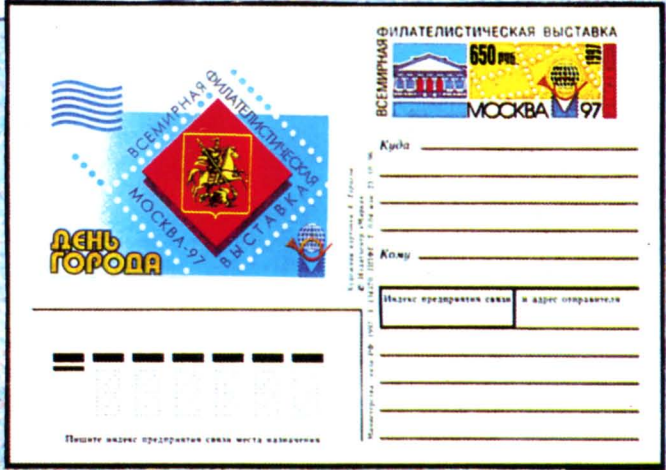 ВСЕМИРНАЯ ФИЛАТЕЛИСТИЧЕСКАЯ
МОСКВА-97 ВЫСТАВКА
ДЕНЬ
ГОРОДА
Пишите индекс предприятия связи места назначения
ФИЛАТЕЛИСТИЧЕСКАЯ ВЫСТАВКА
ВСЕМИРНАЯ
650 РУБ.
1997
МОСКВА 97
Куда
Кому
Индекс предприятия связи и адрес отправителя